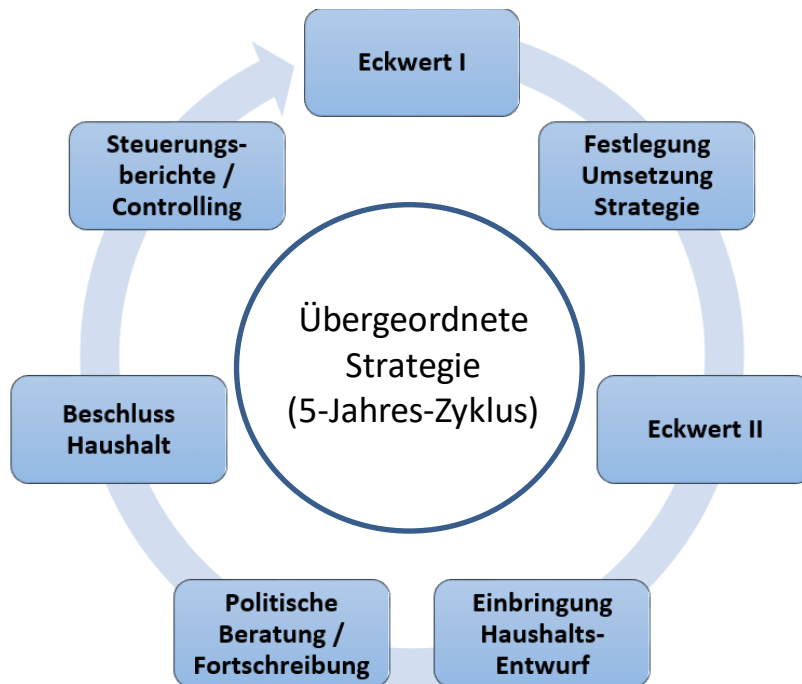 Eckwert I
Festlegung
Umsetzung
Strategie
Eckwert II
Einbringung
Haushalts-
Entwurf
Politische
Beratung /
Fortschreibung
Beschluss
Haushalt
Steuerungs-
berichte /
Controlling
Übergeordnete
Strategie
(5-Jahres-Zyklus)